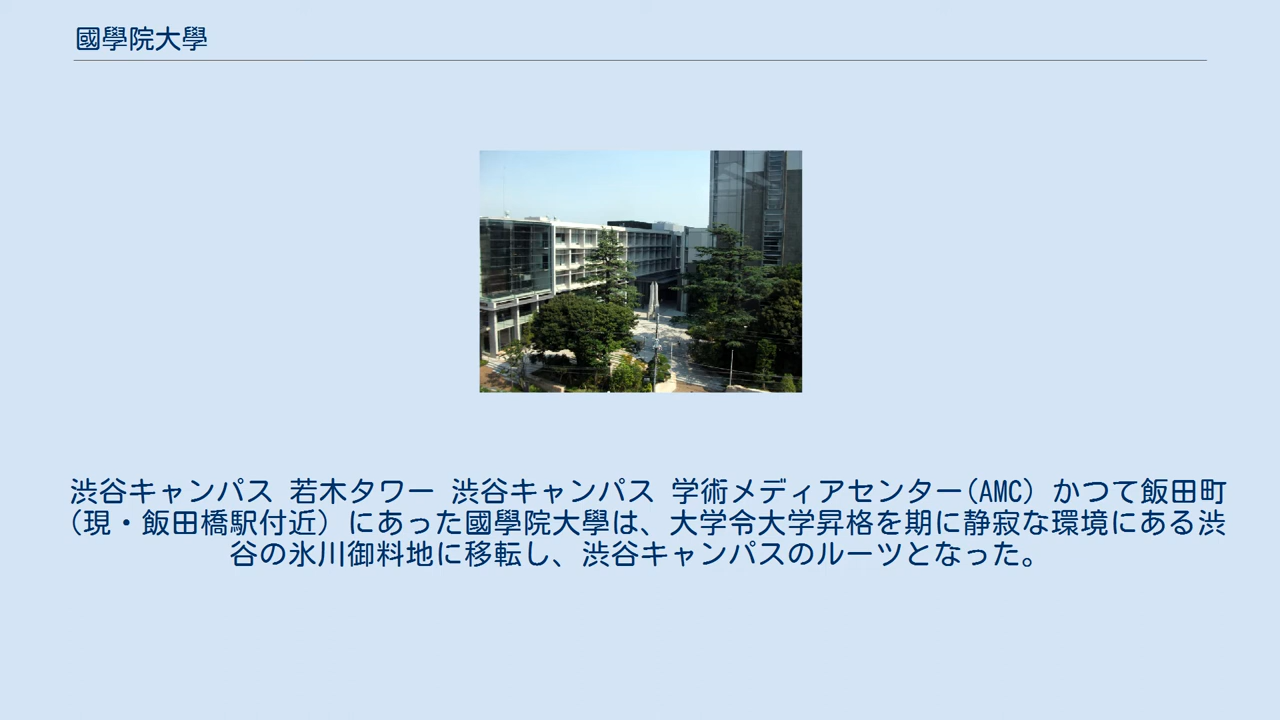 國學院大學
渋谷キャンパス 若木タワー 渋谷キャンパス 学術メディアセンター(AMC) かつて飯田町
(現・飯田橋駅付近) にあった國學院大學は、大学令大学昇格を期に静寂な環境にある渋
谷の氷川御料地に移転し、渋谷キャンパスのルーツとなった。